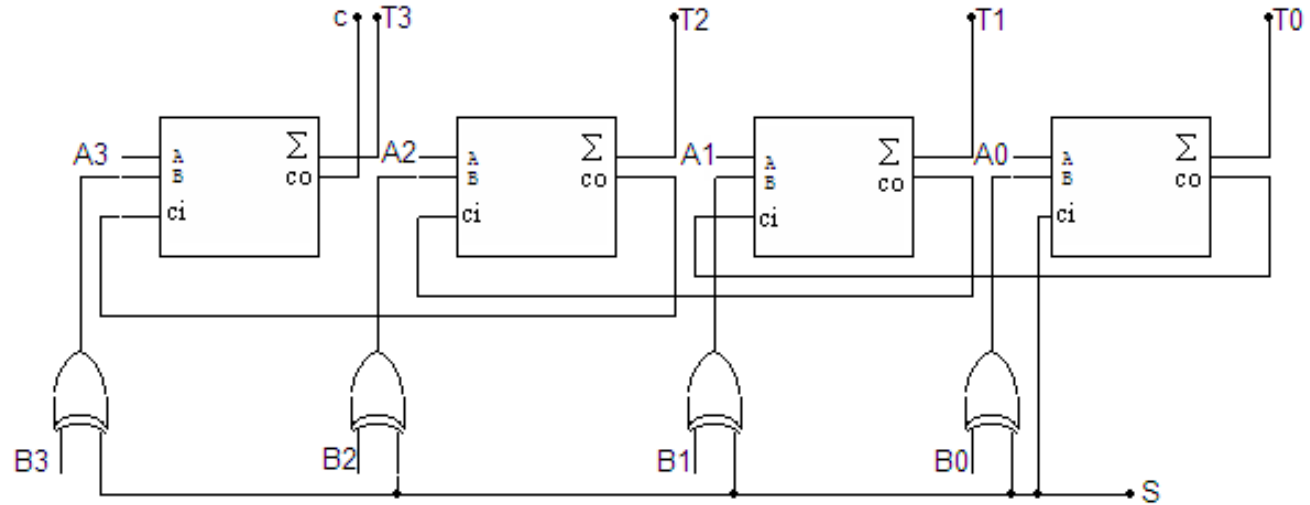 c T3 T2 T1 T0
A3 A B Σ co ci
A2 A B Σ co ci
A1 A B Σ co ci
A0 A B Σ co ci
B3 B2 B1 B0 S